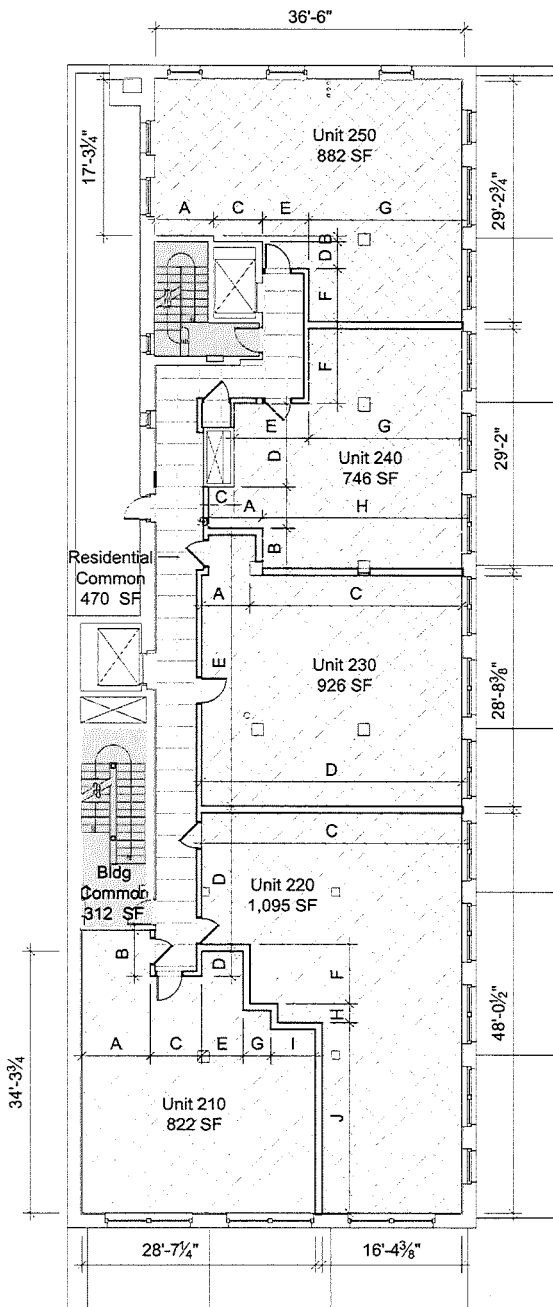 36'-6"
17'-3¼"
Unit 250
882 SF
29'-2¾"
A C E G
B
D
F
F
E G
D
Unit 240
746 SF
29'-2"
C
A H
B
Residential
Common
470 SF
A C
E
Unit 230
926 SF
28'-8⅜"
D
C
Bldg
Common
312 SF
D
Unit 220
1,095 SF
B
D
F
H
48'-0½"
A C E G I
34'-3¾"
J
Unit 210
822 SF
28'-7¼"
16'-4⅜"